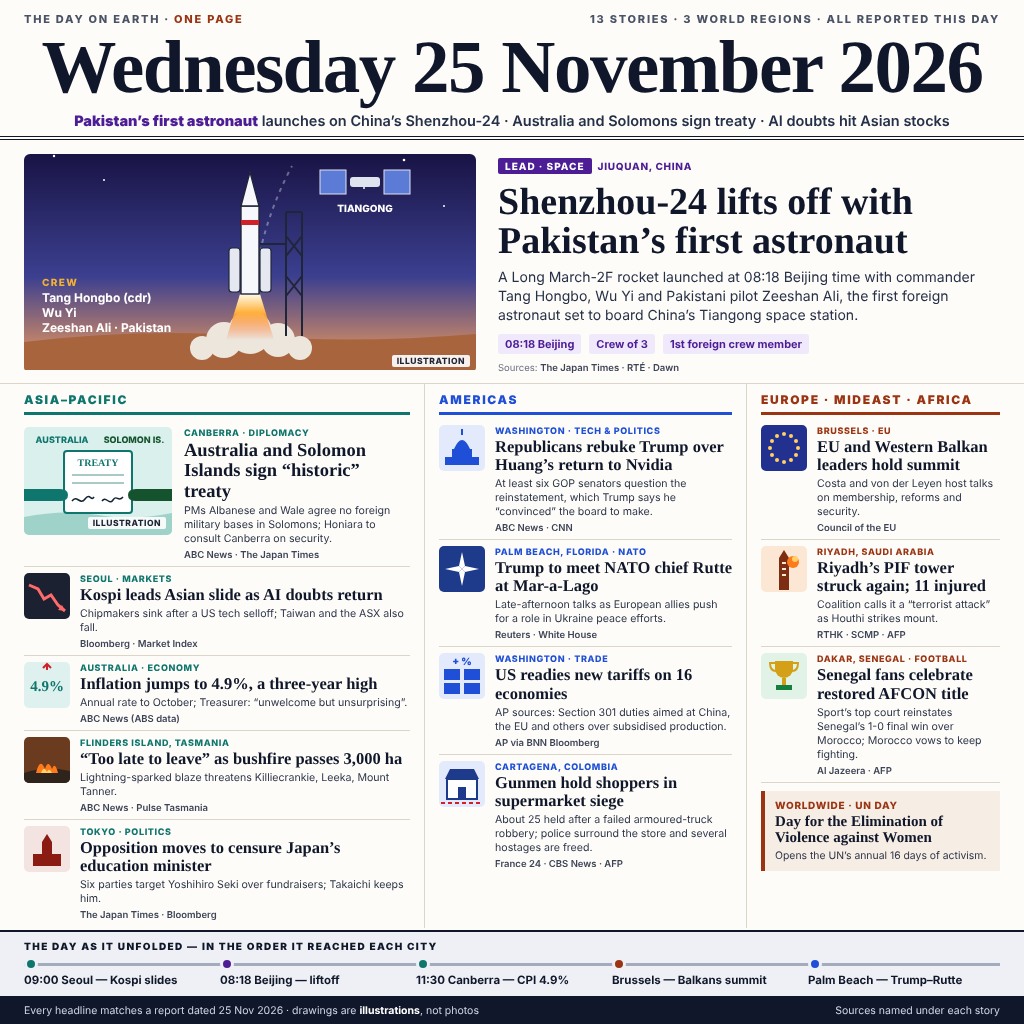 THE DAY ON EARTH · ONE PAGE
13 STORIES · 3 WORLD REGIONS · ALL REPORTED THIS DAY
Wednesday 25 November 2026
Pakistan’s first astronaut launches on China’s Shenzhou-24 · Australia and Solomons sign treaty · AI doubts hit Asian stocks
TIANGONG
CREW
Tang Hongbo (cdr)
Wu Yi
Zeeshan Ali · Pakistan
ILLUSTRATION
LEAD · SPACE JIUQUAN, CHINA
Shenzhou-24 lifts off with
Pakistan’s first astronaut
A Long March-2F rocket launched at 08:18 Beijing time with commander
Tang Hongbo, Wu Yi and Pakistani pilot Zeeshan Ali, the first foreign
astronaut set to board China’s Tiangong space station.
08:18 Beijing Crew of 3 1st foreign crew member
Sources: The Japan Times · RTÉ · Dawn
ASIA–PACIFIC
AUSTRALIA SOLOMON IS.
TREATY
ILLUSTRATION
CANBERRA · DIPLOMACY
Australia and Solomon
Islands sign “historic”
treaty
PMs Albanese and Wale agree no foreign
military bases in Solomons; Honiara to
consult Canberra on security.
ABC News · The Japan Times
SEOUL · MARKETS
Kospi leads Asian slide as AI doubts return
Chipmakers sink after a US tech selloff; Taiwan and the ASX also
fall.
Bloomberg · Market Index
4.9%
AUSTRALIA · ECONOMY
Inflation jumps to 4.9%, a three-year high
Annual rate to October; Treasurer: “unwelcome but unsurprising”.
ABC News (ABS data)
FLINDERS ISLAND, TASMANIA
“Too late to leave” as bushfire passes 3,000 ha
Lightning-sparked blaze threatens Killiecrankie, Leeka, Mount
Tanner.
ABC News · Pulse Tasmania
TOKYO · POLITICS
Opposition moves to censure Japan’s
education minister
Six parties target Yoshihiro Seki over fundraisers; Takaichi keeps
him.
The Japan Times · Bloomberg
AMERICAS
WASHINGTON · TECH & POLITICS
Republicans rebuke Trump over
Huang’s return to Nvidia
At least six GOP senators question the
reinstatement, which Trump says he
“convinced” the board to make.
ABC News · CNN
PALM BEACH, FLORIDA · NATO
Trump to meet NATO chief Rutte
at Mar-a-Lago
Late-afternoon talks as European allies push
for a role in Ukraine peace efforts.
Reuters · White House
+ %
WASHINGTON · TRADE
US readies new tariffs on 16
economies
AP sources: Section 301 duties aimed at China,
the EU and others over subsidised production.
AP via BNN Bloomberg
CARTAGENA, COLOMBIA
Gunmen hold shoppers in
supermarket siege
About 25 held after a failed armoured-truck
robbery; police surround the store and several
hostages are freed.
France 24 · CBS News · AFP
EUROPE · MIDEAST · AFRICA
BRUSSELS · EU
EU and Western Balkan
leaders hold summit
Costa and von der Leyen host talks
on membership, reforms and
security.
Council of the EU
RIYADH, SAUDI ARABIA
Riyadh’s PIF tower
struck again; 11 injured
Coalition calls it a “terrorist attack”
as Houthi strikes mount.
RTHK · SCMP · AFP
DAKAR, SENEGAL · FOOTBALL
Senegal fans celebrate
restored AFCON title
Sport’s top court reinstates
Senegal’s 1-0 final win over
Morocco; Morocco vows to keep
fighting.
Al Jazeera · AFP
WORLDWIDE · UN DAY
Day for the Elimination of
Violence against Women
Opens the UN’s annual 16 days of activism.
THE DAY AS IT UNFOLDED — IN THE ORDER IT REACHED EACH CITY
09:00 Seoul — Kospi slides
08:18 Beijing — liftoff
11:30 Canberra — CPI 4.9%
Brussels — Balkans summit
Palm Beach — Trump–Rutte
Every headline matches a report dated 25 Nov 2026 · drawings are illustrations, not photos
Sources named under each story